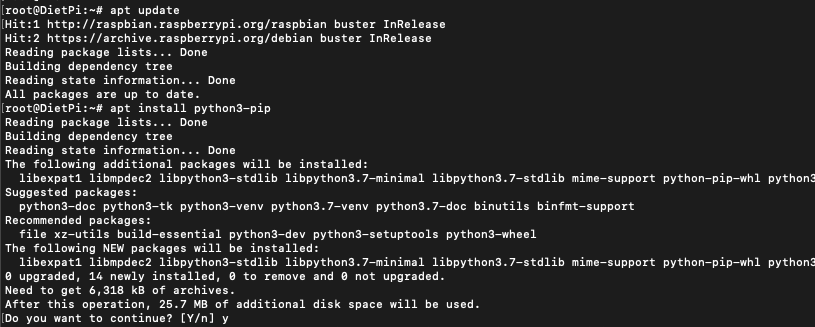 [root@DietPi:~# apt update
Hit:1 http://raspbian.raspberrypi.org/raspbian buster InRelease
Hit:2 https://archive.raspberrypi.org/debian buster InRelease
Reading package lists... Done
Building dependency tree
Reading state information... Done
All packages are up to date.
[root@DietPi:~# apt install python3-pip
Reading package lists... Done
Building dependency tree
Reading state information... Done
The following additional packages will be installed:
libexpat1 libmpdec2 libpython3-stdlib libpython3.7-minimal libpython3.7-stdlib mime-support python-pip-whl python3
Suggested packages:
python3-doc python3-tk python3-venv python3.7-venv python3.7-doc binutils binfmt-support
Recommended packages:
file xz-utils build-essential python3-dev python3-setuptools python3-wheel
The following NEW packages will be installed:
libexpat1 libmpdec2 libpython3-stdlib libpython3.7-minimal libpython3.7-stdlib mime-support python-pip-whl python3
0 upgraded, 14 newly installed, 0 to remove and 0 not upgraded.
Need to get 6,318 kB of archives.
After this operation, 25.7 MB of additional disk space will be used.
[Do you want to continue? [Y/n] y